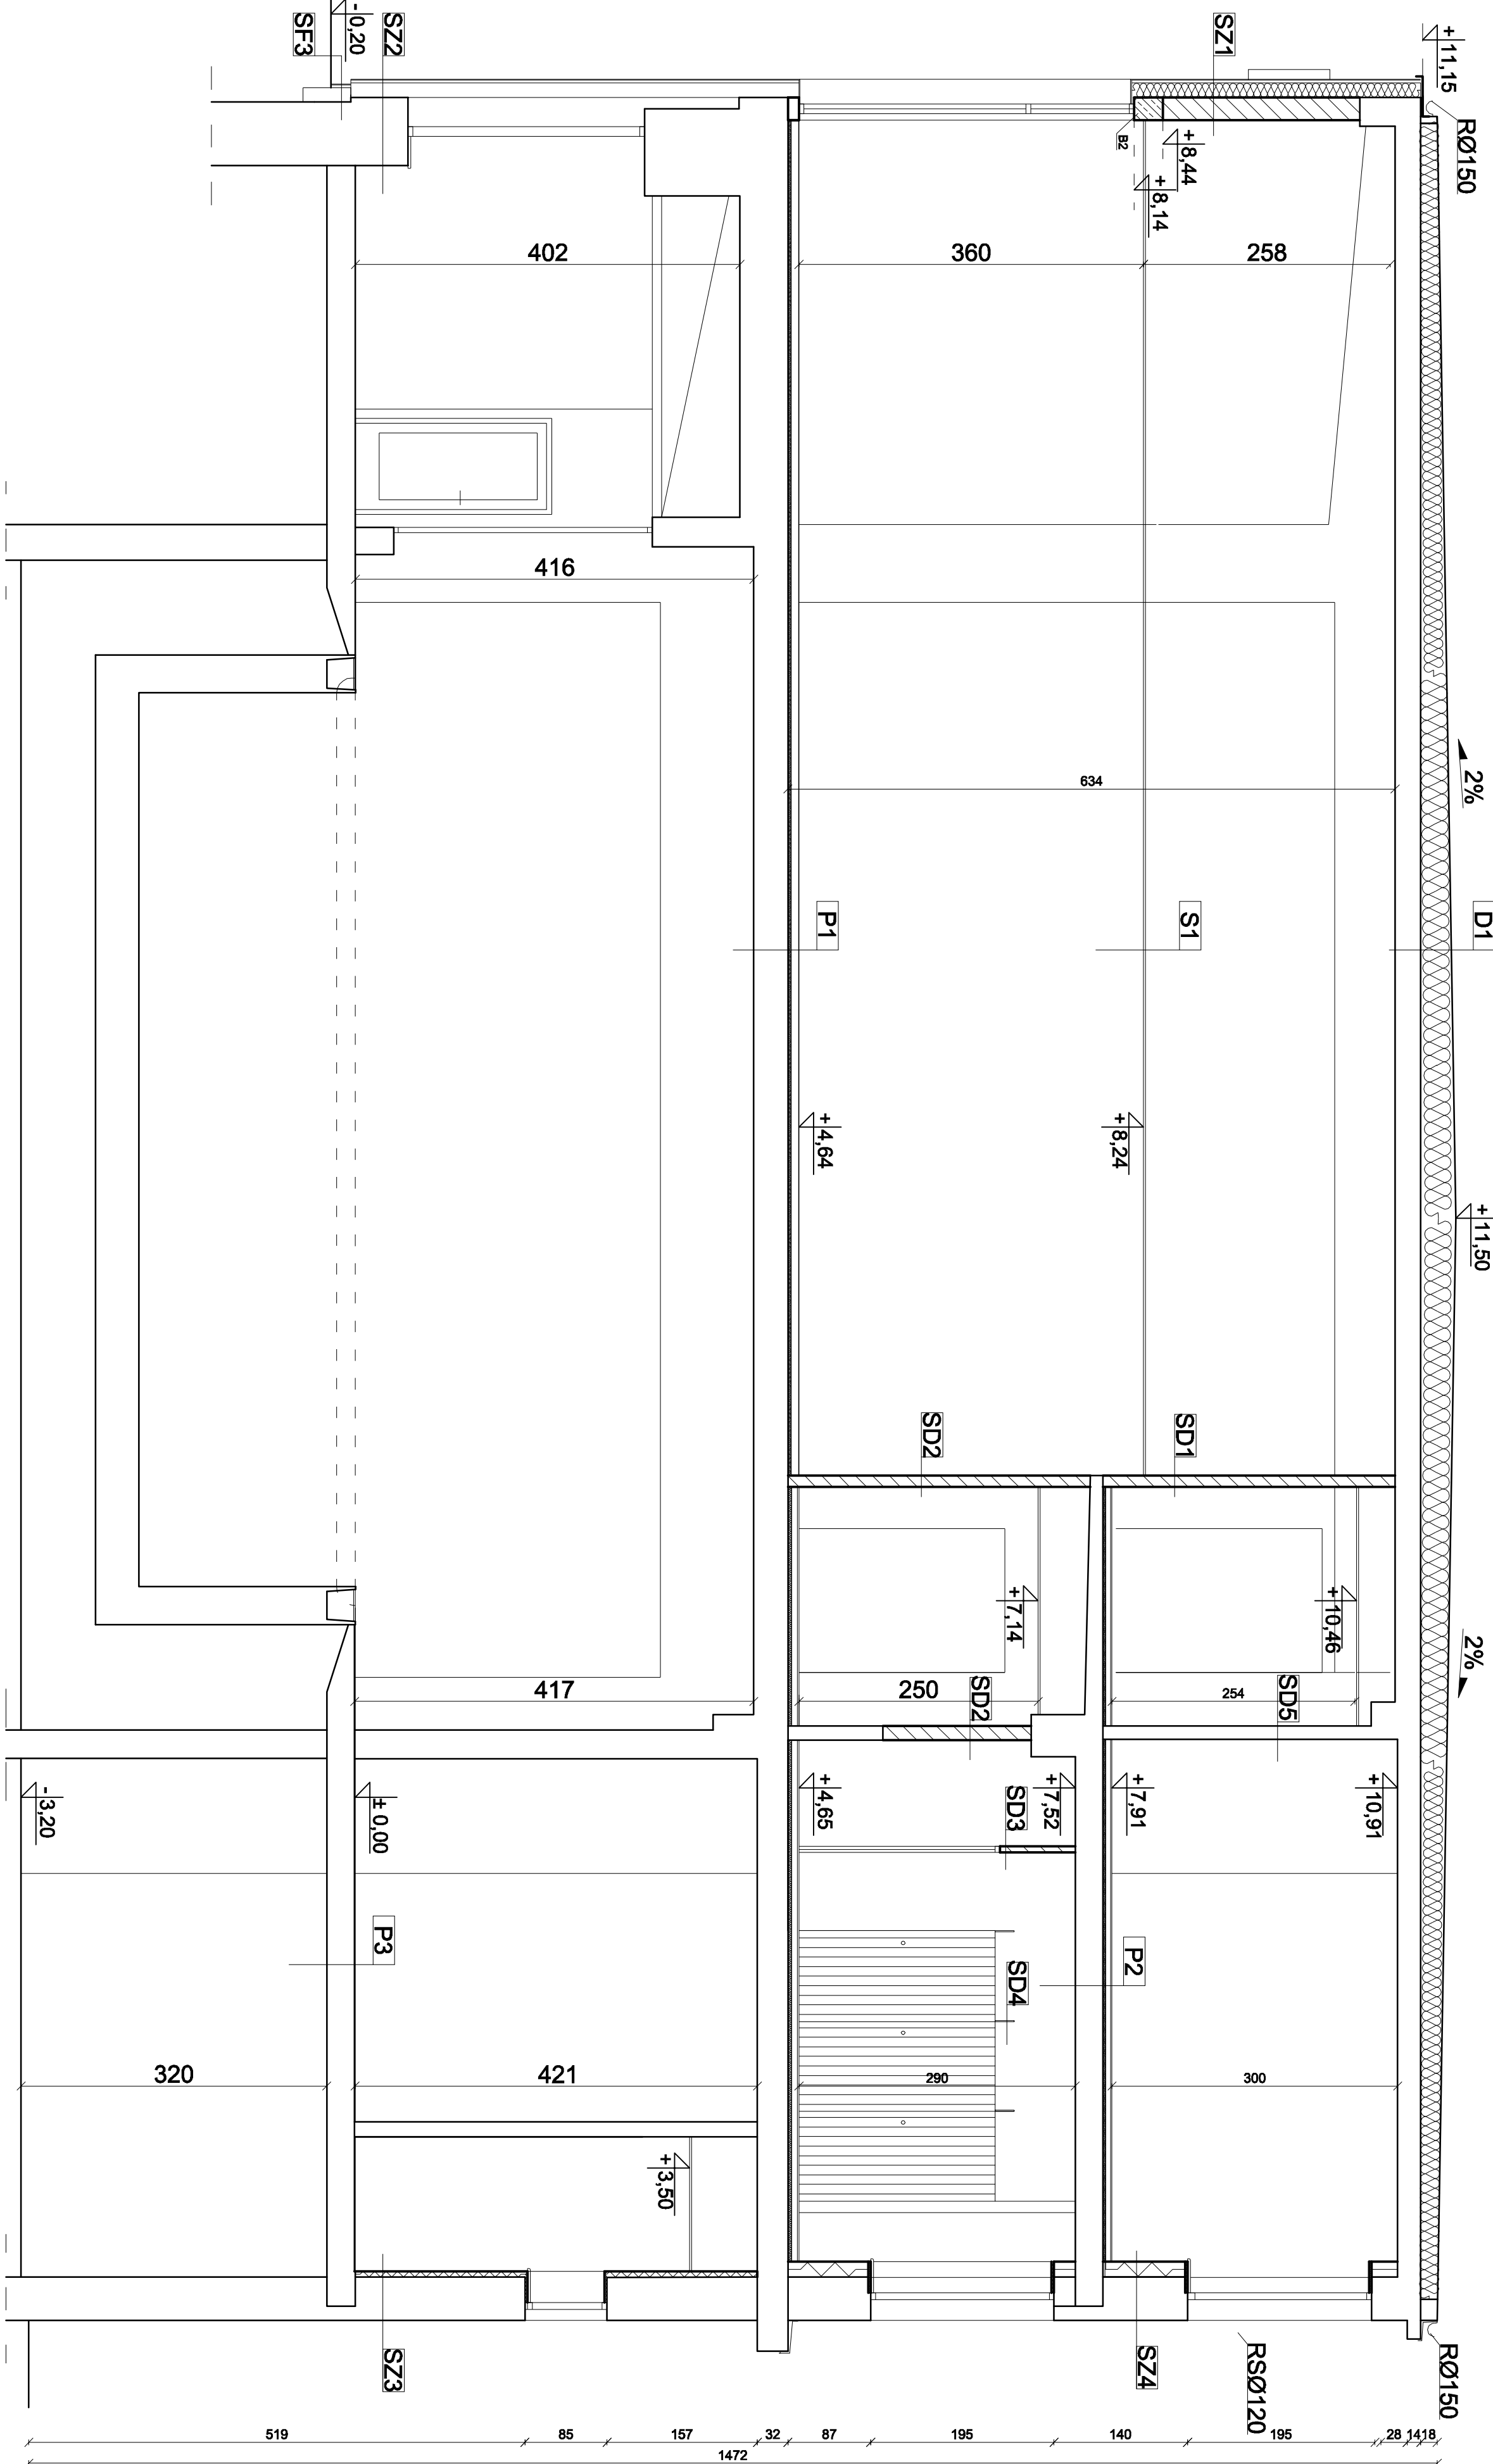 +11,15
RØ150
SZ1
SZ2
-0,20
SF3
B2
+8,44
+8,14
402
360
258
416
634
2%
D1
S1
P1
+4,64
+8,24
+11,50
SD2
SD1
+7,14
+10,46
2%
417
250
SD2
254
SD5
-3,20
±0,00
+4,65
+7,52
SD3
+7,91
+10,91
P3
SD4
P2
320
421
290
300
+3,50
SZ3
SZ4
RSØ120
RØ150
519
85
157
32
87
195
140
195
28
14
18
1472